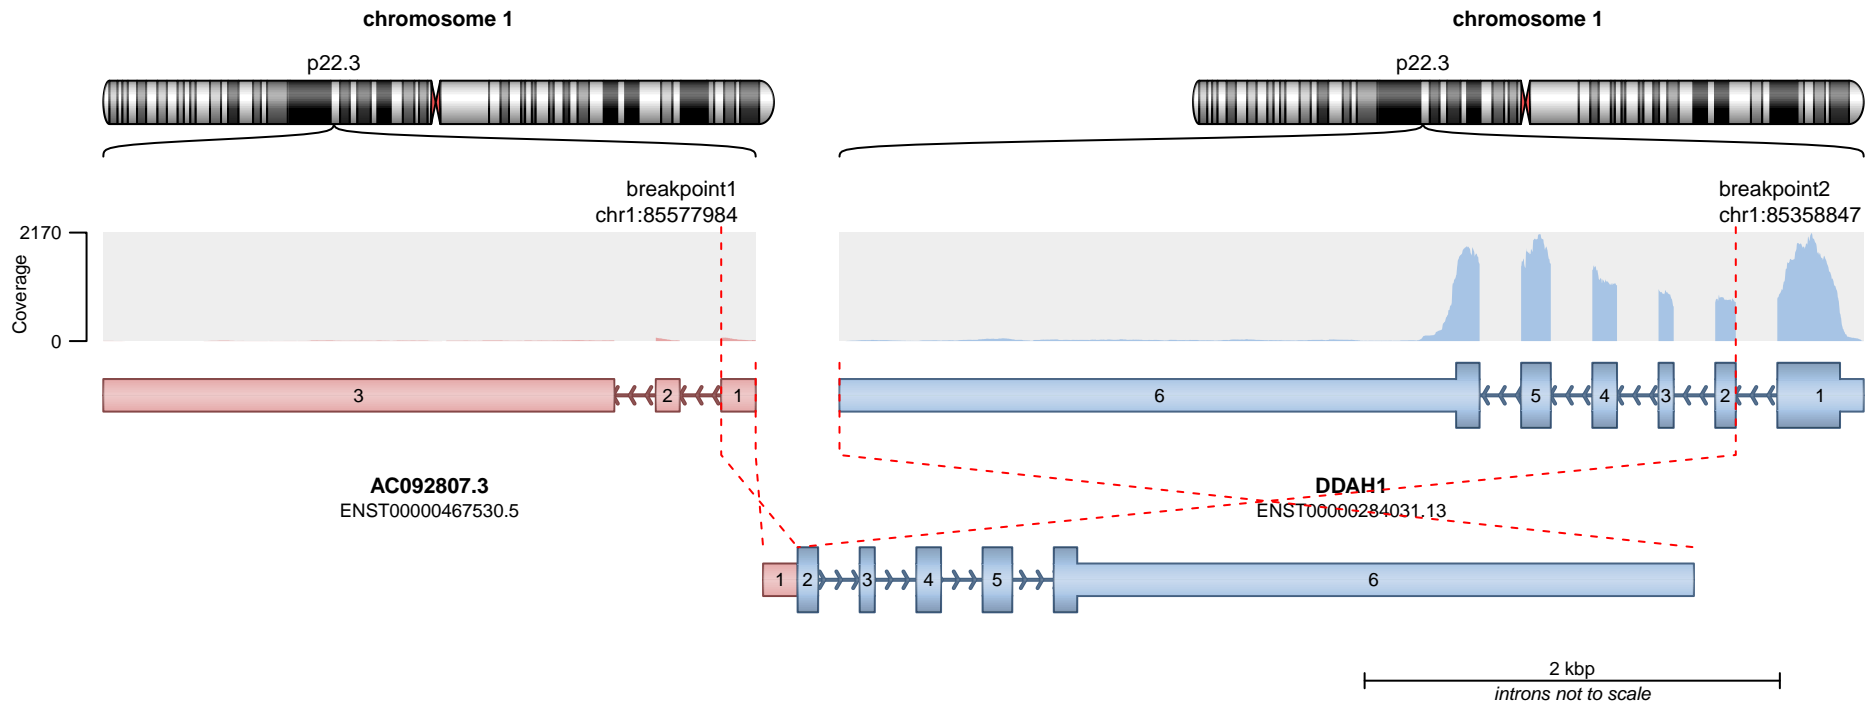 chromosome 1
chromosome 1
p22.3
p22.3
breakpoint1
chr1:85577984
breakpoint2
chr1:85358847
2170
Coverage
0
3
2
1
6
5
4
3
2
1
AC092807.3
ENST00000467530.5
DDAH1
ENST00000284031.13
1
2
3
4
5
6
2 kbp
introns not to scale